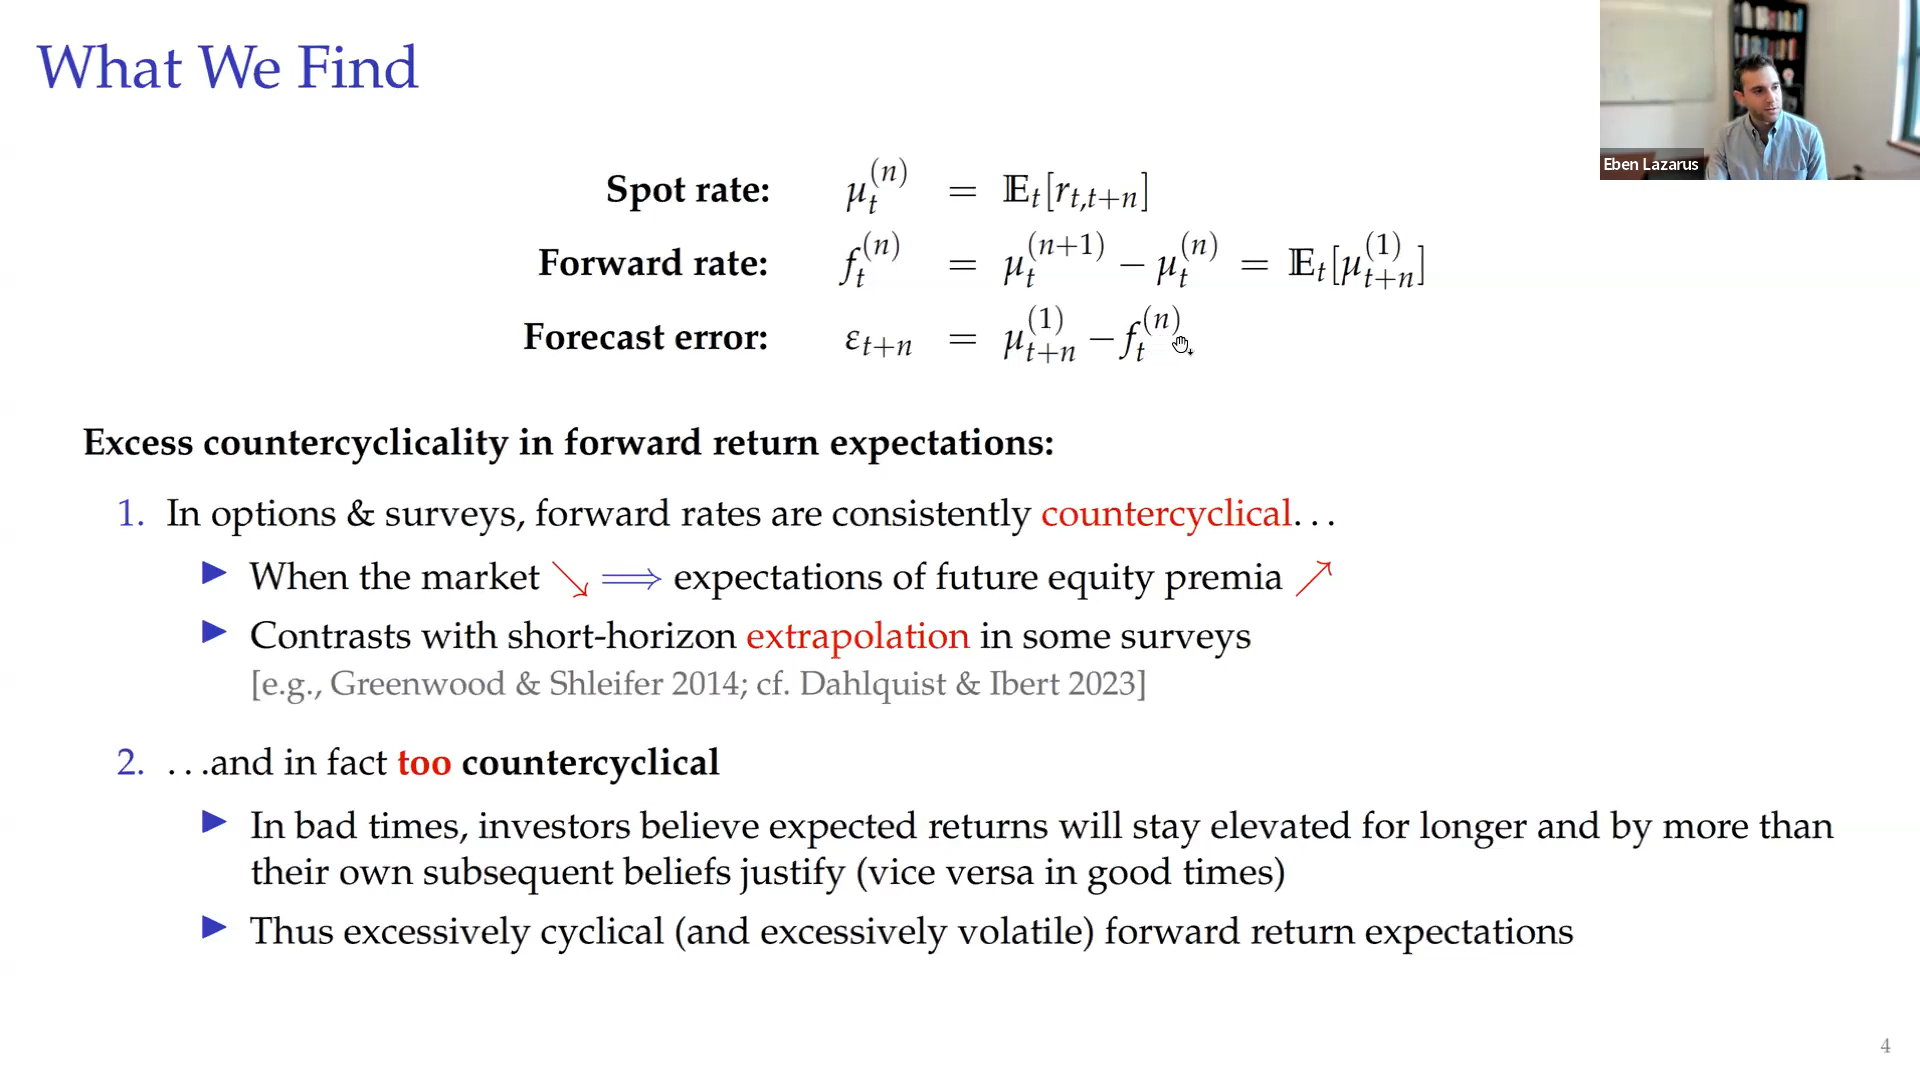 What We Find
Eben Lazarus
Spot rate: μ_t^{(n)} = 𝔼_t[r_{t,t+n}]
Forward rate: f_t^{(n)} = μ_t^{(n+1)} − μ_t^{(n)} = 𝔼_t[μ_{t+n}^{(1)}]
Forecast error: ε_{t+n} = μ_{t+n}^{(1)} − f_t^{(n)}
Excess countercyclicality in forward return expectations:
1. In options & surveys, forward rates are consistently countercyclical...
▶ When the market ↘ ⟹ expectations of future equity premia ↗
▶ Contrasts with short-horizon extrapolation in some surveys
[e.g., Greenwood & Shleifer 2014; cf. Dahlquist & Ibert 2023]
2. ...and in fact too countercyclical
▶ In bad times, investors believe expected returns will stay elevated for longer and by more than
their own subsequent beliefs justify (vice versa in good times)
▶ Thus excessively cyclical (and excessively volatile) forward return expectations
4